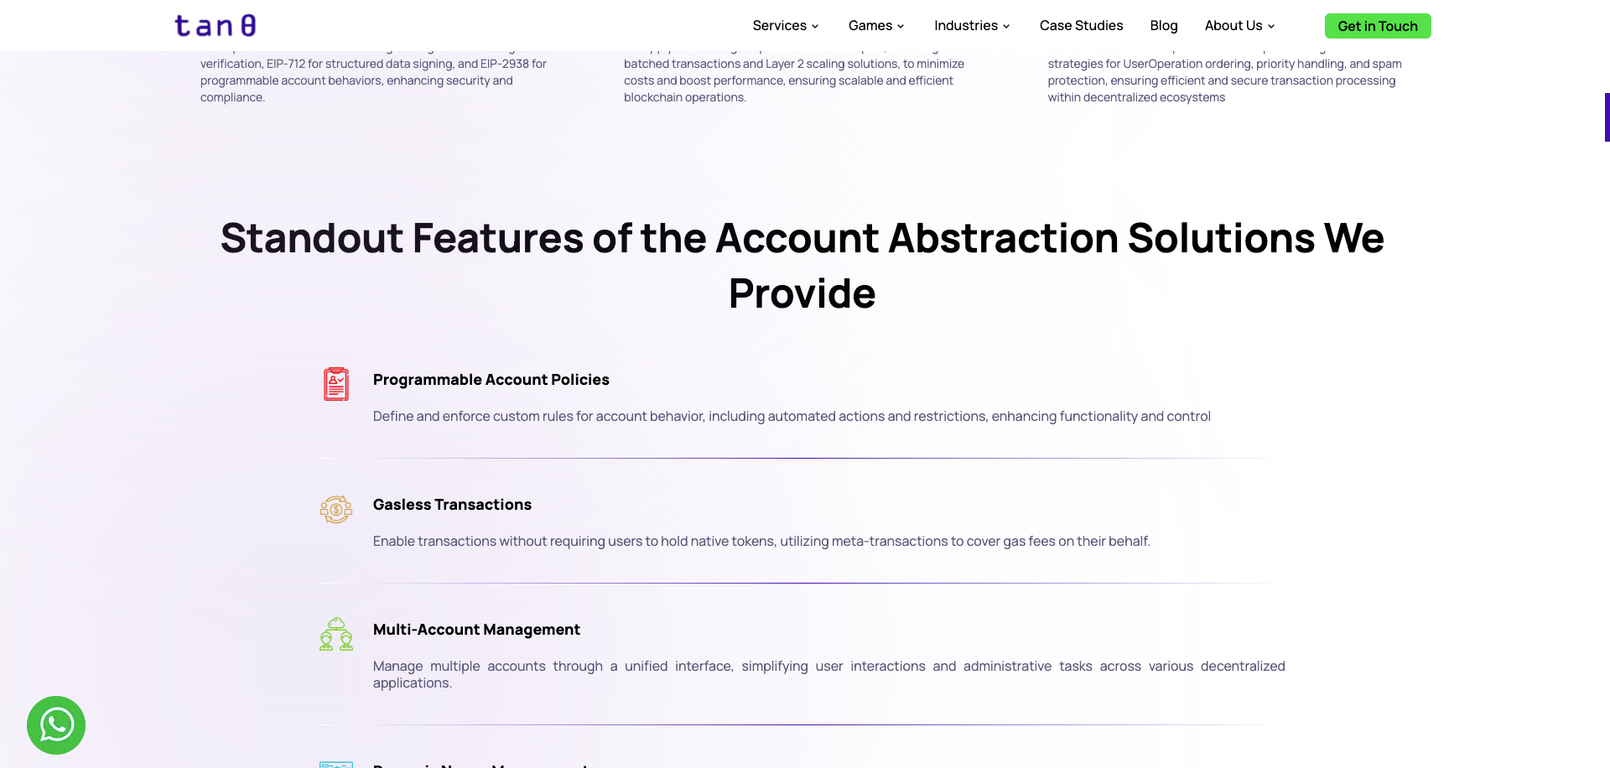 tanθ
Services
Games
Industries
Case Studies
Blog
About Us
Get in Touch
verification, EIP-712 for structured data signing, and EIP-2938 for
programmable account behaviors, enhancing security and
compliance.
batched transactions and Layer 2 scaling solutions, to minimize
costs and boost performance, ensuring scalable and efficient
blockchain operations.
strategies for UserOperation ordering, priority handling, and spam
protection, ensuring efficient and secure transaction processing
within decentralized ecosystems
Standout Features of the Account Abstraction Solutions We
Provide
Programmable Account Policies
Define and enforce custom rules for account behavior, including automated actions and restrictions, enhancing functionality and control
Gasless Transactions
Enable transactions without requiring users to hold native tokens, utilizing meta-transactions to cover gas fees on their behalf.
Multi-Account Management
Manage multiple accounts through a unified interface, simplifying user interactions and administrative tasks across various decentralized
applications.